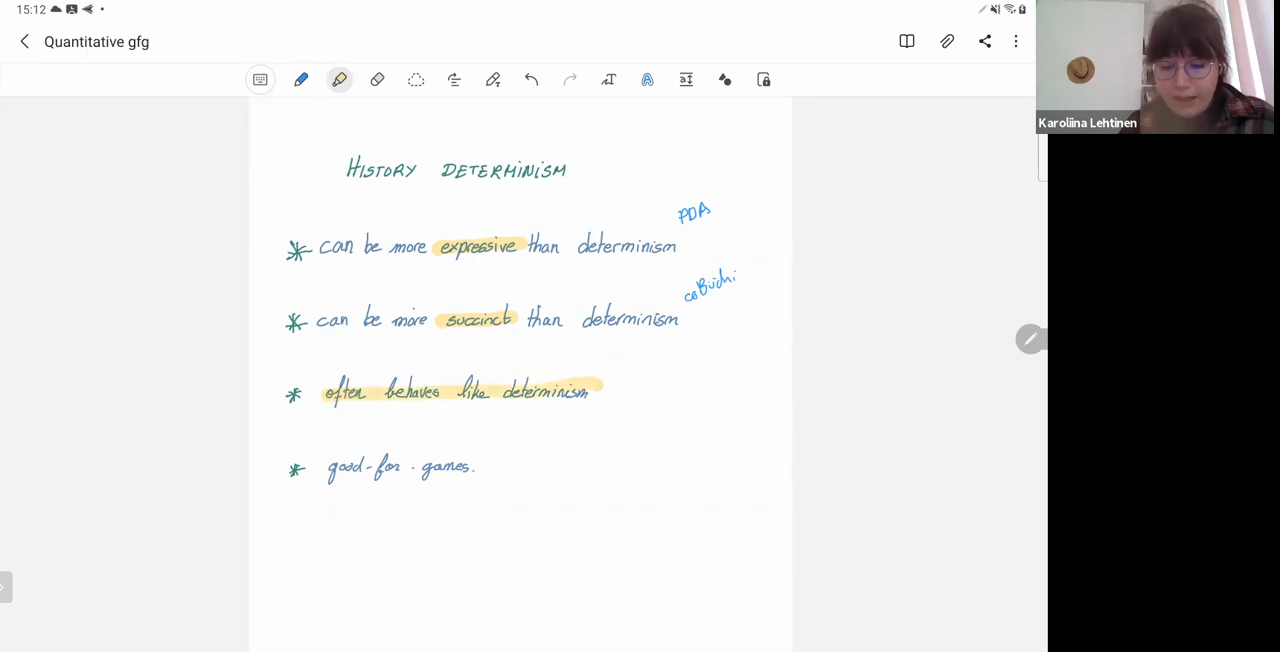 15:12
Quantitative gfg
Karoliina Lehtinen
HISTORY DETERMINISM
PDA
* can be more expressive than determinism
coBüchi
* can be more succinct than determinism
* often behaves like determinism
* good-for-games.